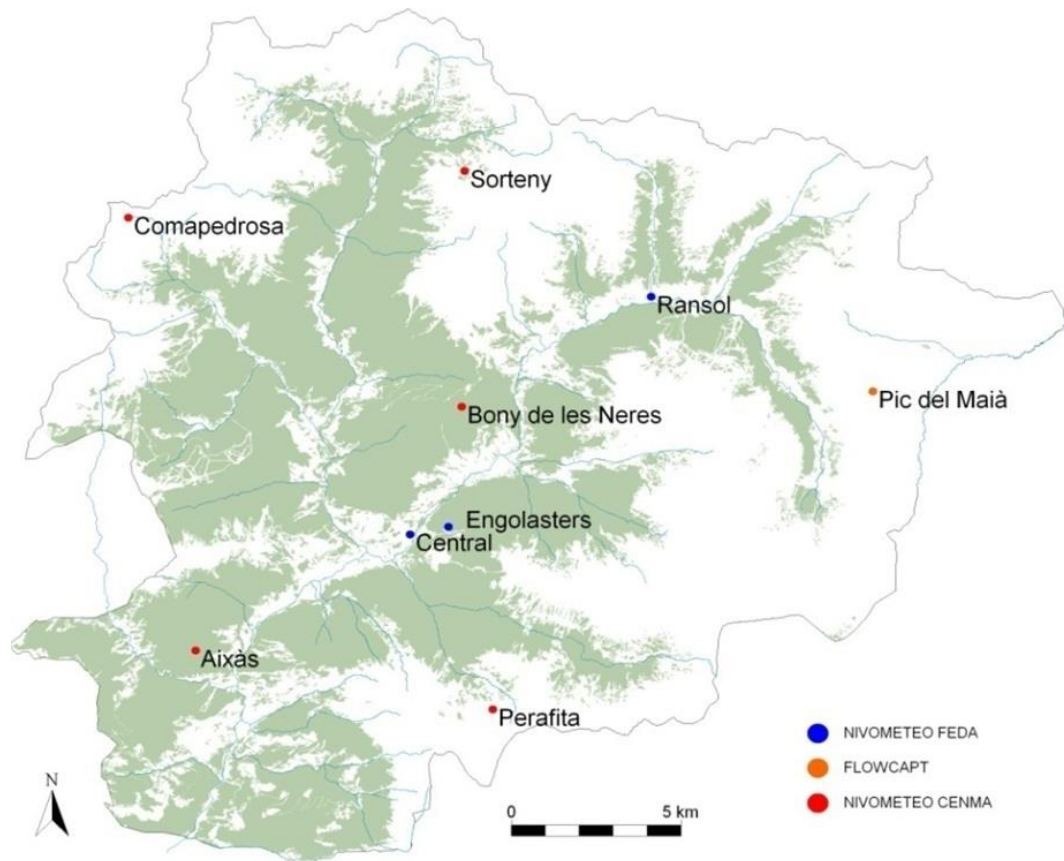 Sorteny
Comapedrosa
Ransol
Pic del Maià
Bony de les Neres
Engolasters
Central
Aixàs
Perafita
NIVOMETEO FEDA
FLOWCAPT
NIVOMETEO CENMA
N
0 5 km